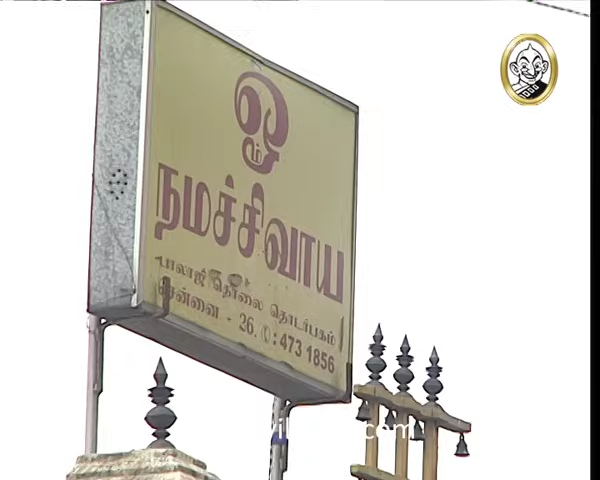 ஓம்
நமச்சிவாய
பாலாஜி தொலை தொடர்பகம்
சென்னை - 26. ✆: 473 1856